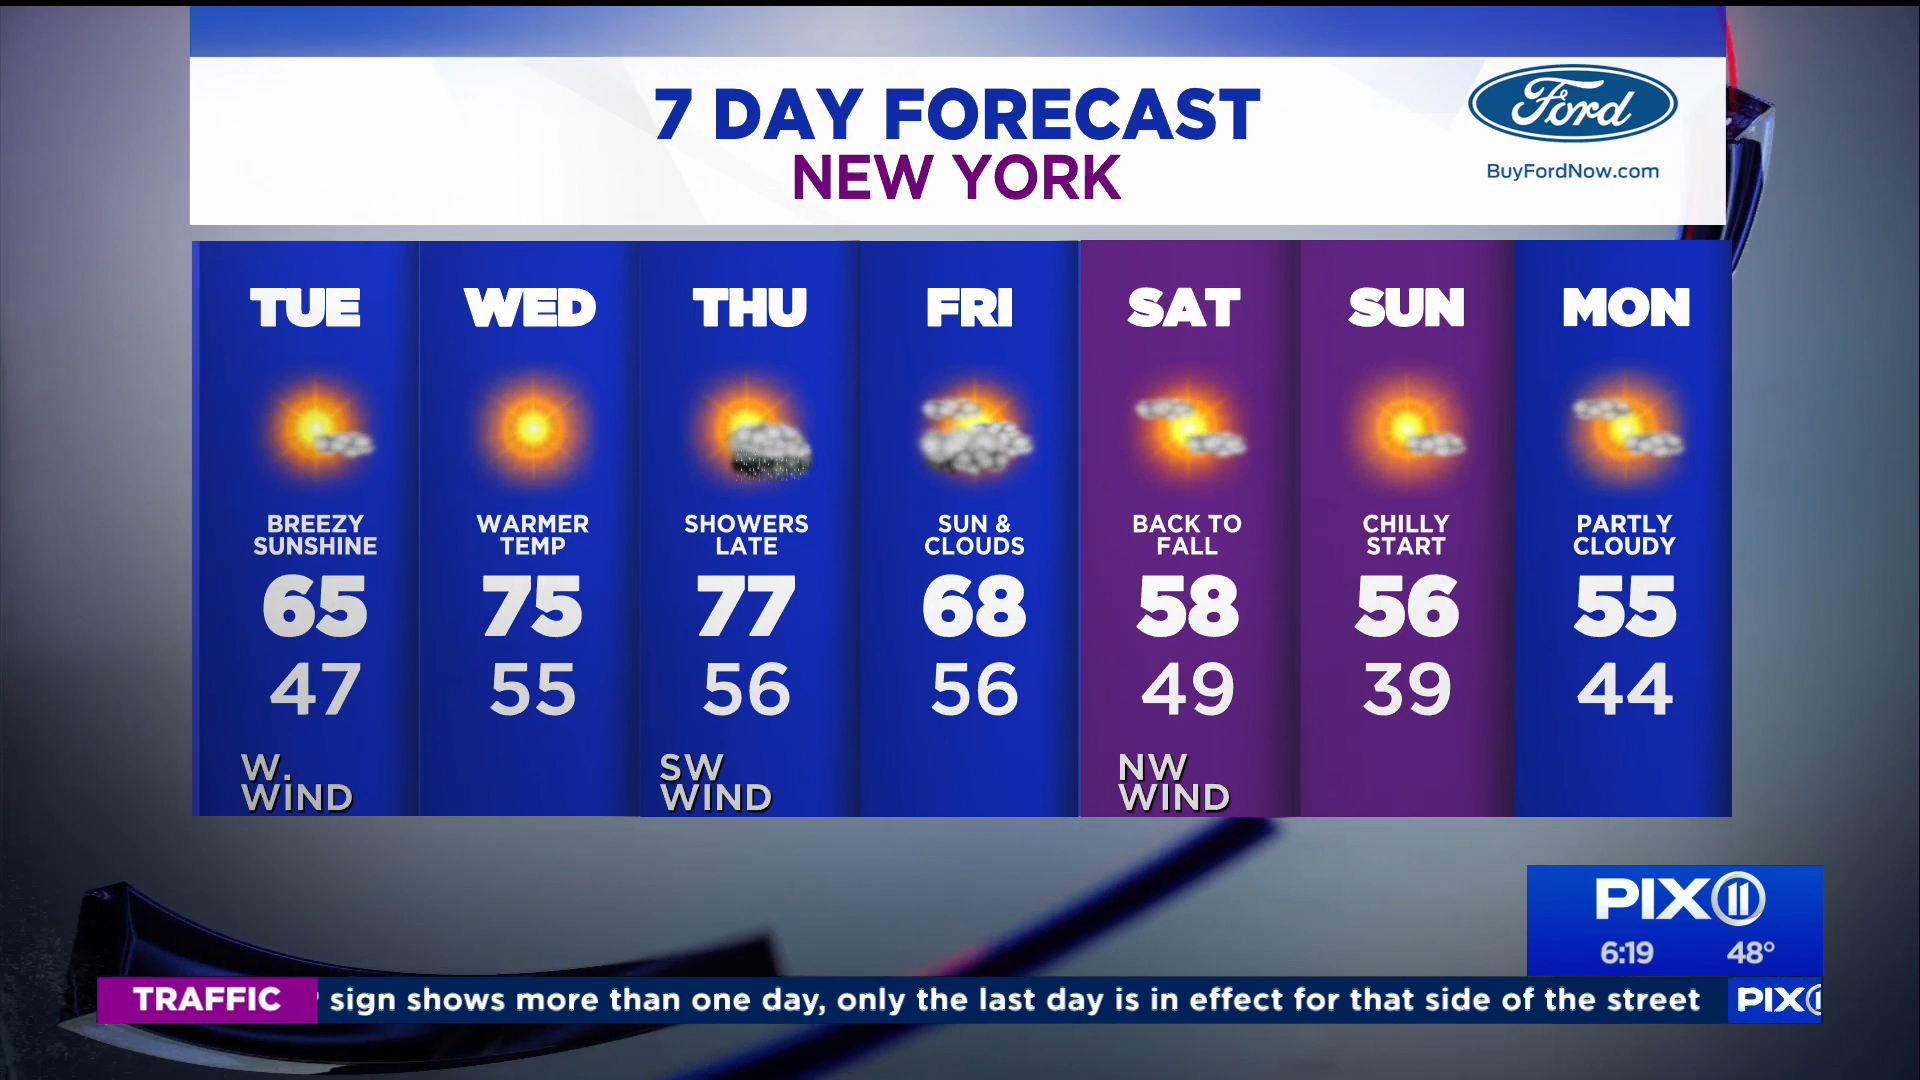 7 DAY FORECAST
NEW YORK
Ford
BuyFordNow.com
TUE
BREEZY
SUNSHINE
65
47
W.
WIND
WED
WARMER
TEMP
75
55
THU
SHOWERS
LATE
77
56
SW
WIND
FRI
SUN &
CLOUDS
68
56
SAT
BACK TO
FALL
58
49
NW
WIND
SUN
CHILLY
START
56
39
MON
PARTLY
CLOUDY
55
44
PIX 11
6:19 48°
TRAFFIC sign shows more than one day, only the last day is in effect for that side of the street PIX